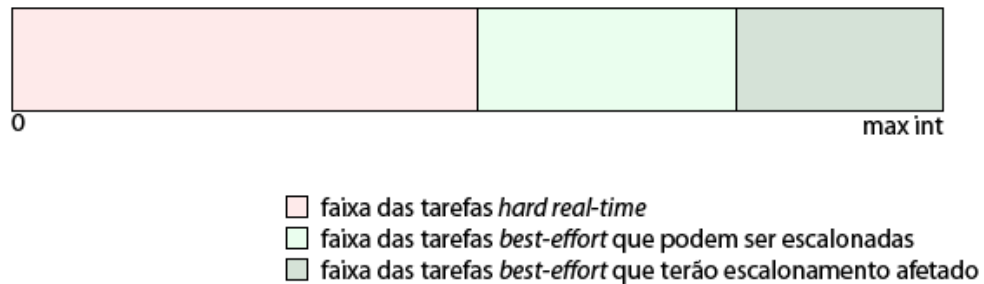 0
max int
faixa das tarefas hard real-time
faixa das tarefas best-effort que podem ser escalonadas
faixa das tarefas best-effort que terão escalonamento afetado